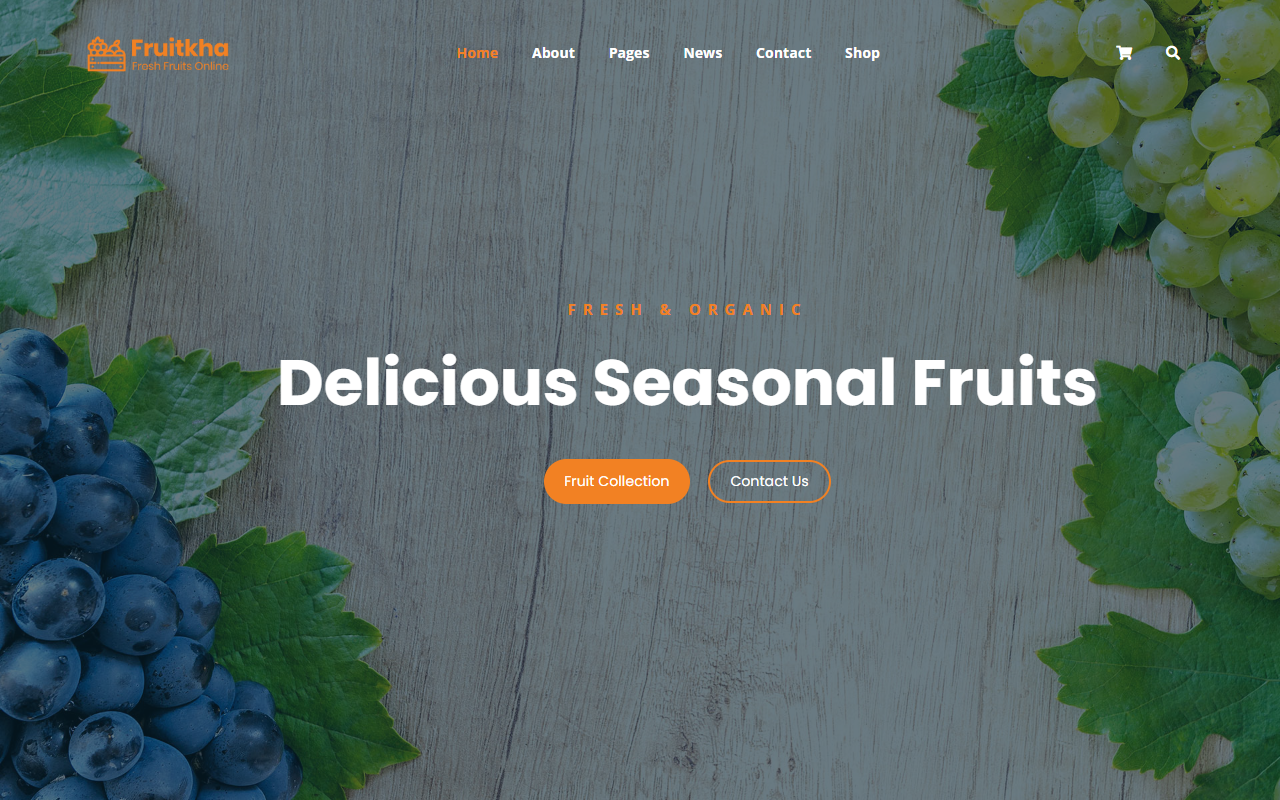 Fruitkha
Fresh Fruits Online
Home About Pages News Contact Shop
FRESH & ORGANIC
Delicious Seasonal Fruits
Fruit Collection Contact Us